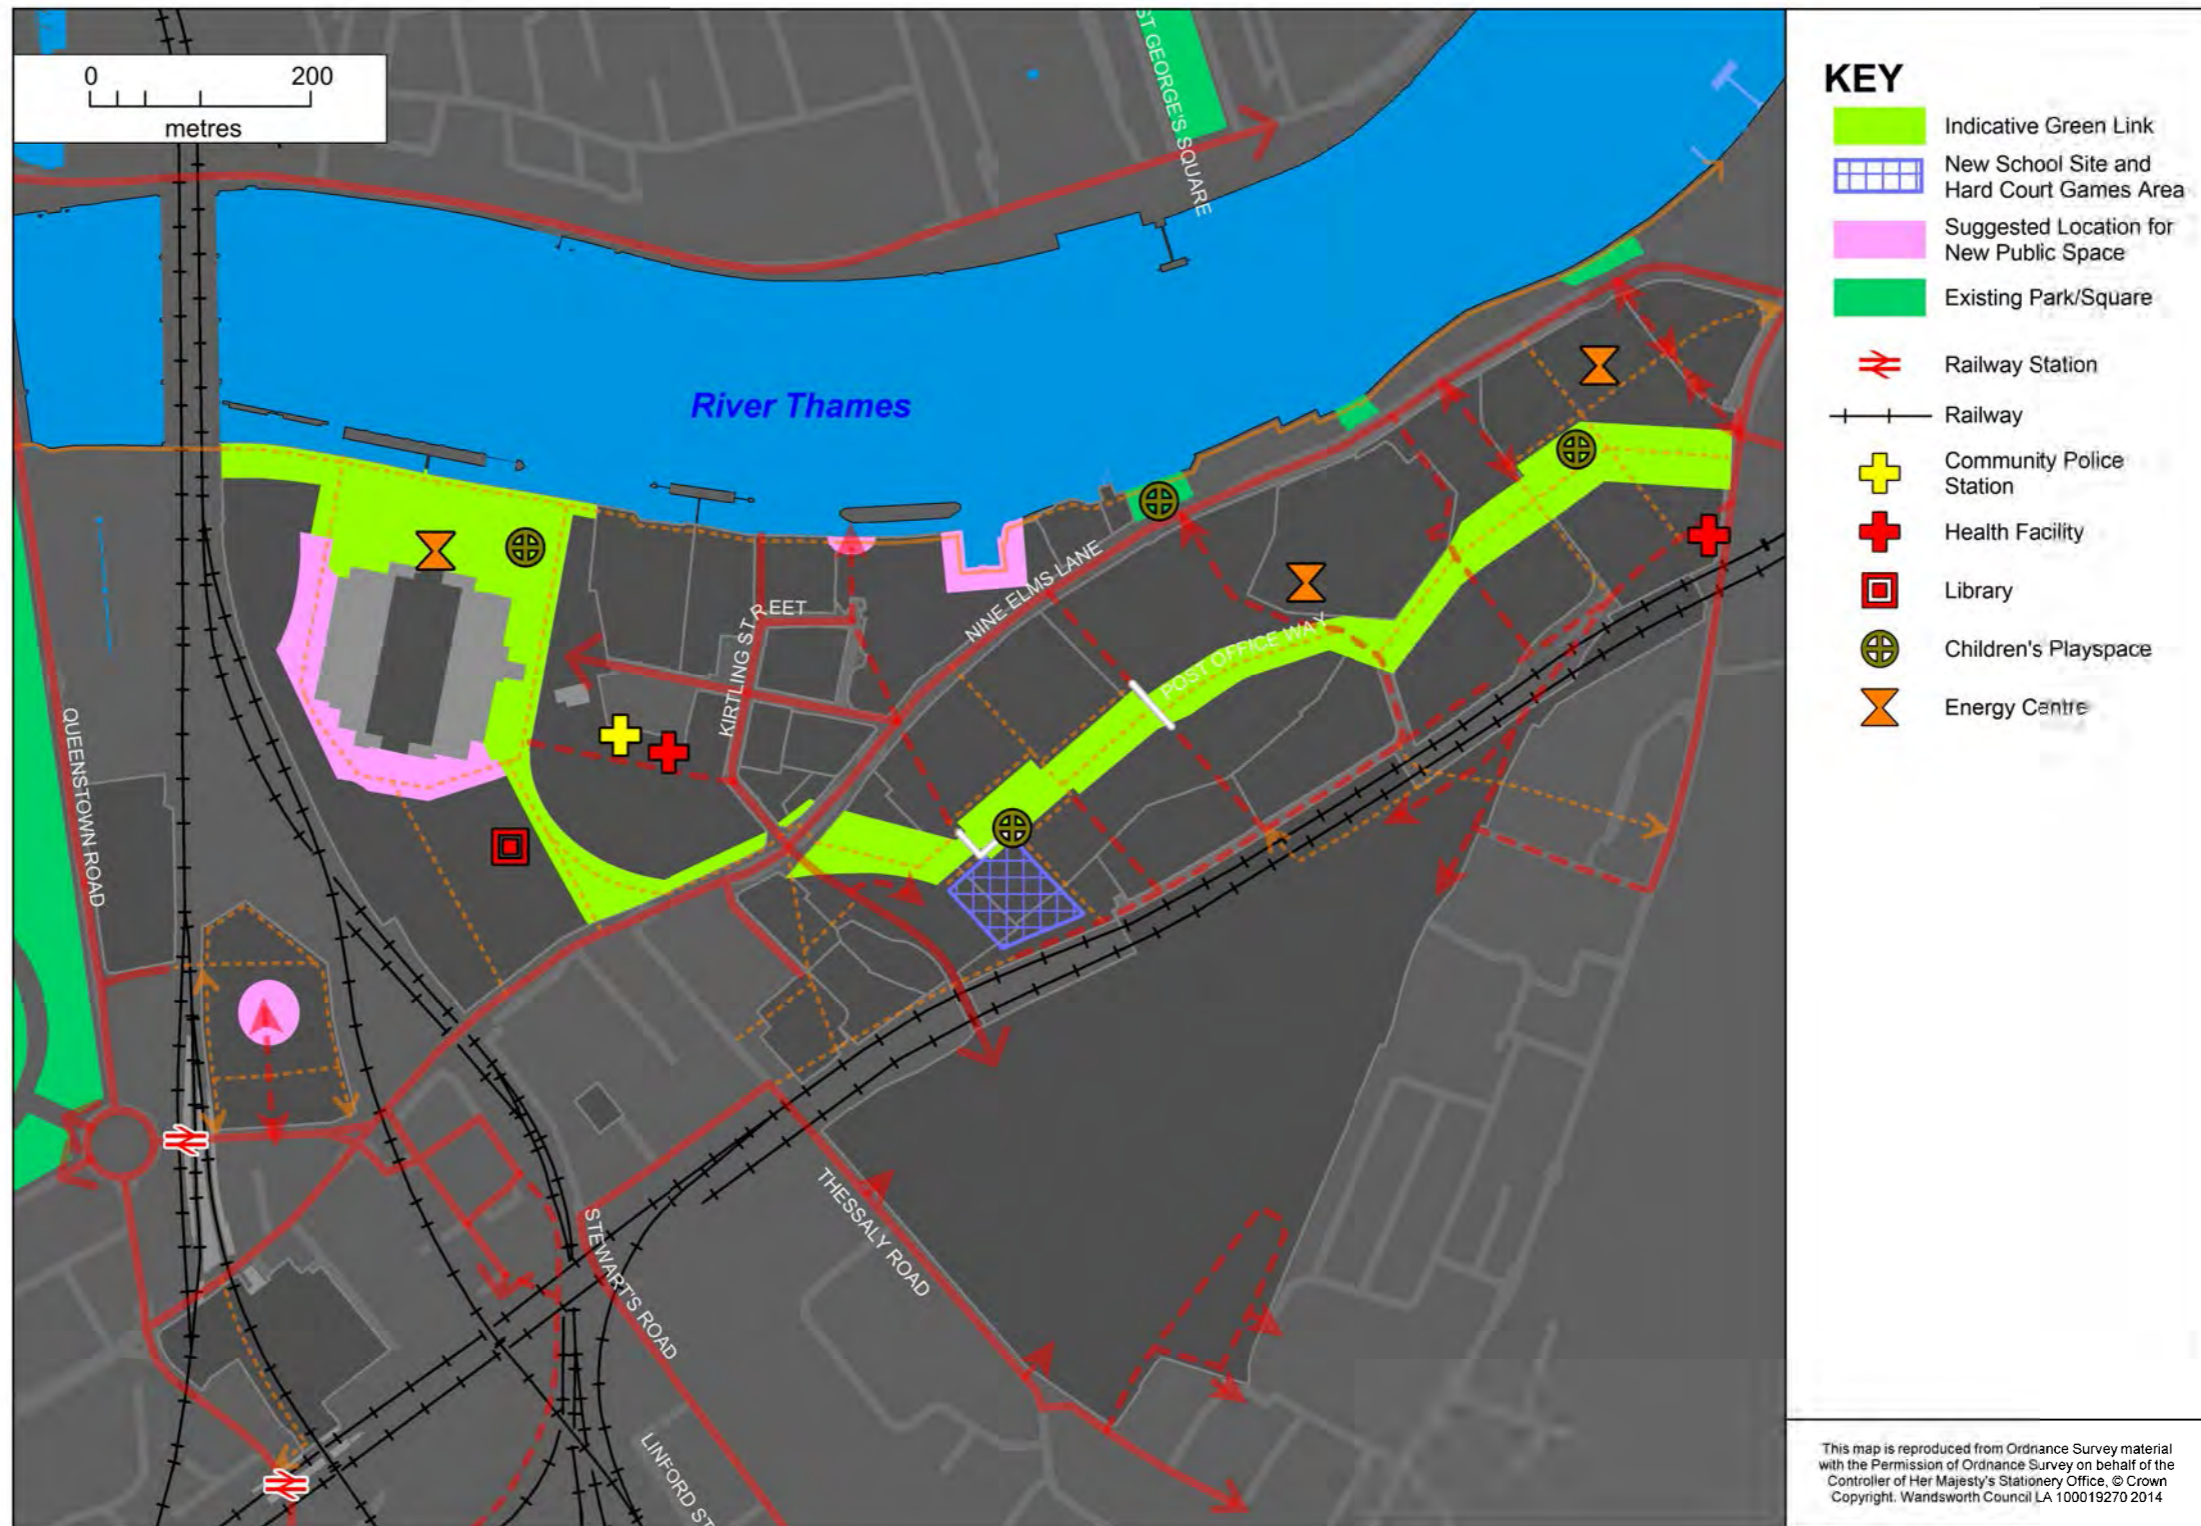 0 200
metres
ST GEORGE'S SQUARE
River Thames
NINE ELMS LANE
KIRTLING STREET
POST OFFICE WAY
QUEENSTOWN ROAD
THESSALY ROAD
STEWART'S ROAD
LINFORD ST
KEY
Indicative Green Link
New School Site and
Hard Court Games Area
Suggested Location for
New Public Space
Existing Park/Square
Railway Station
Railway
Community Police
Station
Health Facility
Library
Children's Playspace
Energy Centre
This map is reproduced from Ordnance Survey material
with the Permission of Ordnance Survey on behalf of the
Controller of Her Majesty's Stationery Office, © Crown
Copyright. Wandsworth Council LA 100019270 2014